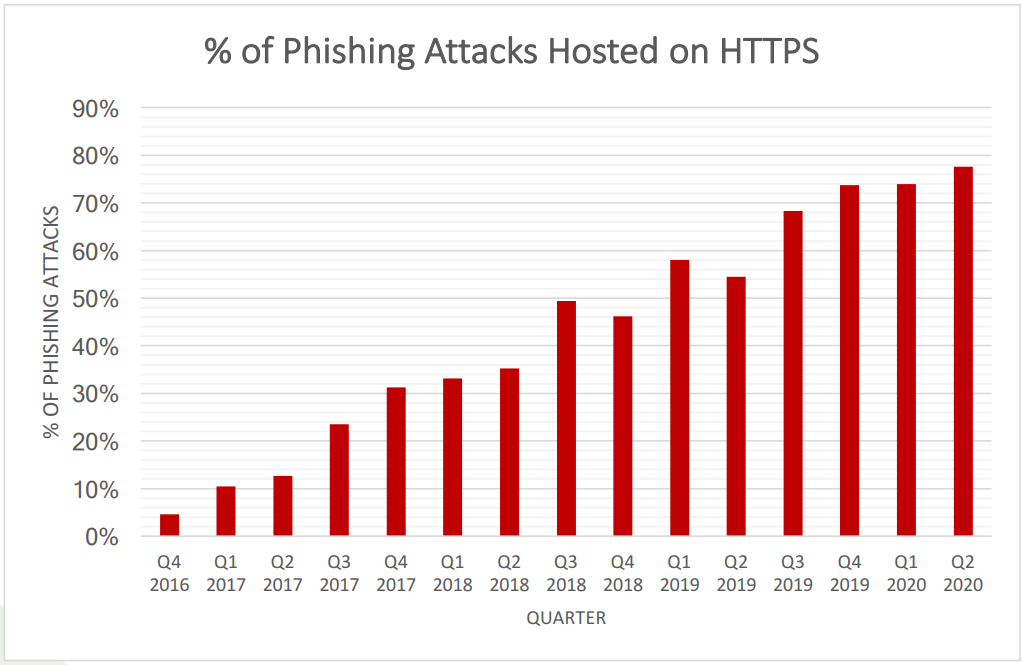 % of Phishing Attacks Hosted on HTTPS
90%
80%
70%
60%
50%
40%
30%
20%
10%
0%
% OF PHISHING ATTACKS
Q4 Q1 Q2 Q3 Q4 Q1 Q2 Q3 Q4 Q1 Q2 Q3 Q4 Q1 Q2
2016 2017 2017 2017 2017 2018 2018 2018 2018 2019 2019 2019 2019 2020 2020
QUARTER